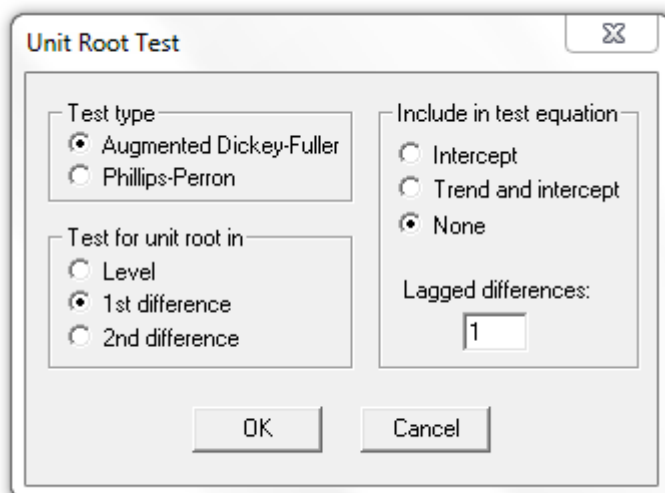 Unit Root Test
Test type
Augmented Dickey-Fuller
Phillips-Perron
Test for unit root in
Level
1st difference
2nd difference
Include in test equation
Intercept
Trend and intercept
None
Lagged differences:
1
OK
Cancel